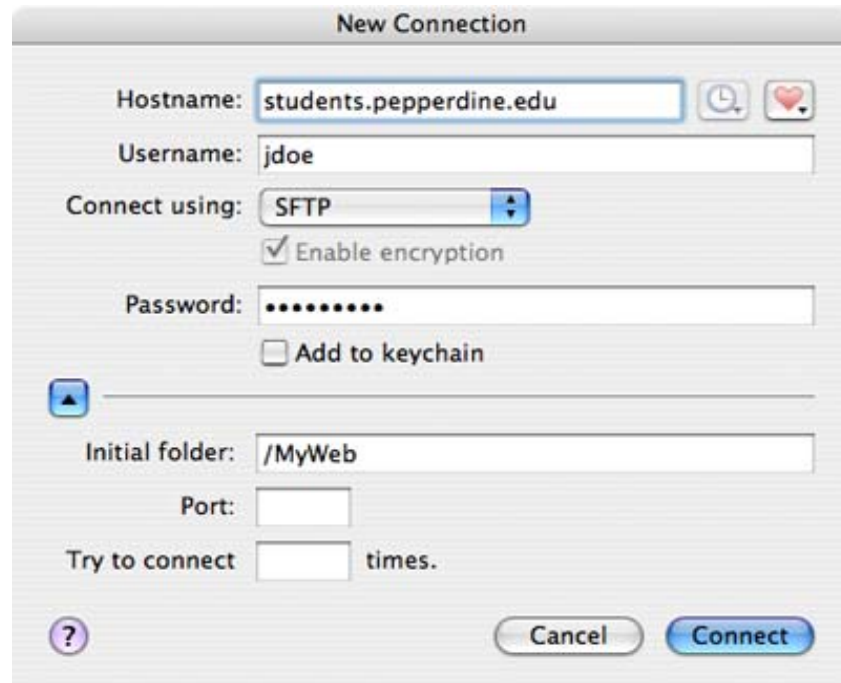 New Connection
Hostname: students.pepperdine.edu
Username: jdoe
Connect using: SFTP
Enable encryption
Password: •••••••••
Add to keychain
Initial folder: /MyWeb
Port:
Try to connect times.
? Cancel Connect